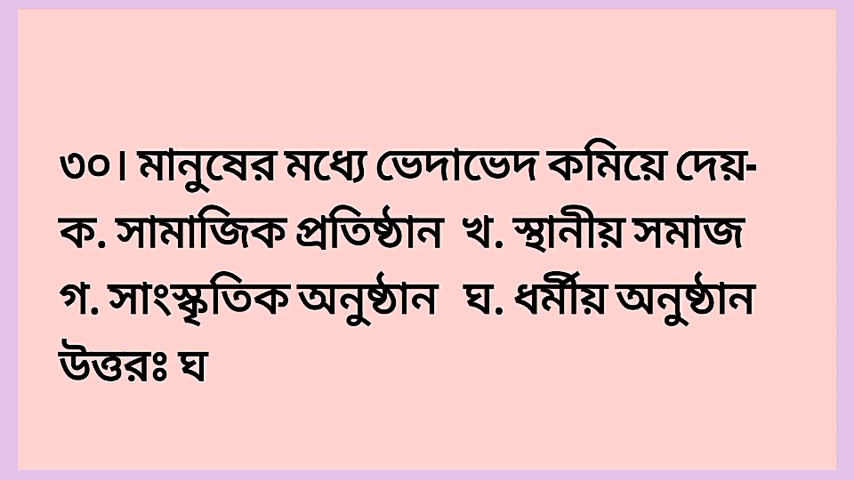 ৩০। মানুষের মধ্যে ভেদাভেদ কমিয়ে দেয়-
ক. সামাজিক প্রতিষ্ঠান খ. স্থানীয় সমাজ
গ. সাংস্কৃতিক অনুষ্ঠান ঘ. ধর্মীয় অনুষ্ঠান
উত্তরঃ ঘ